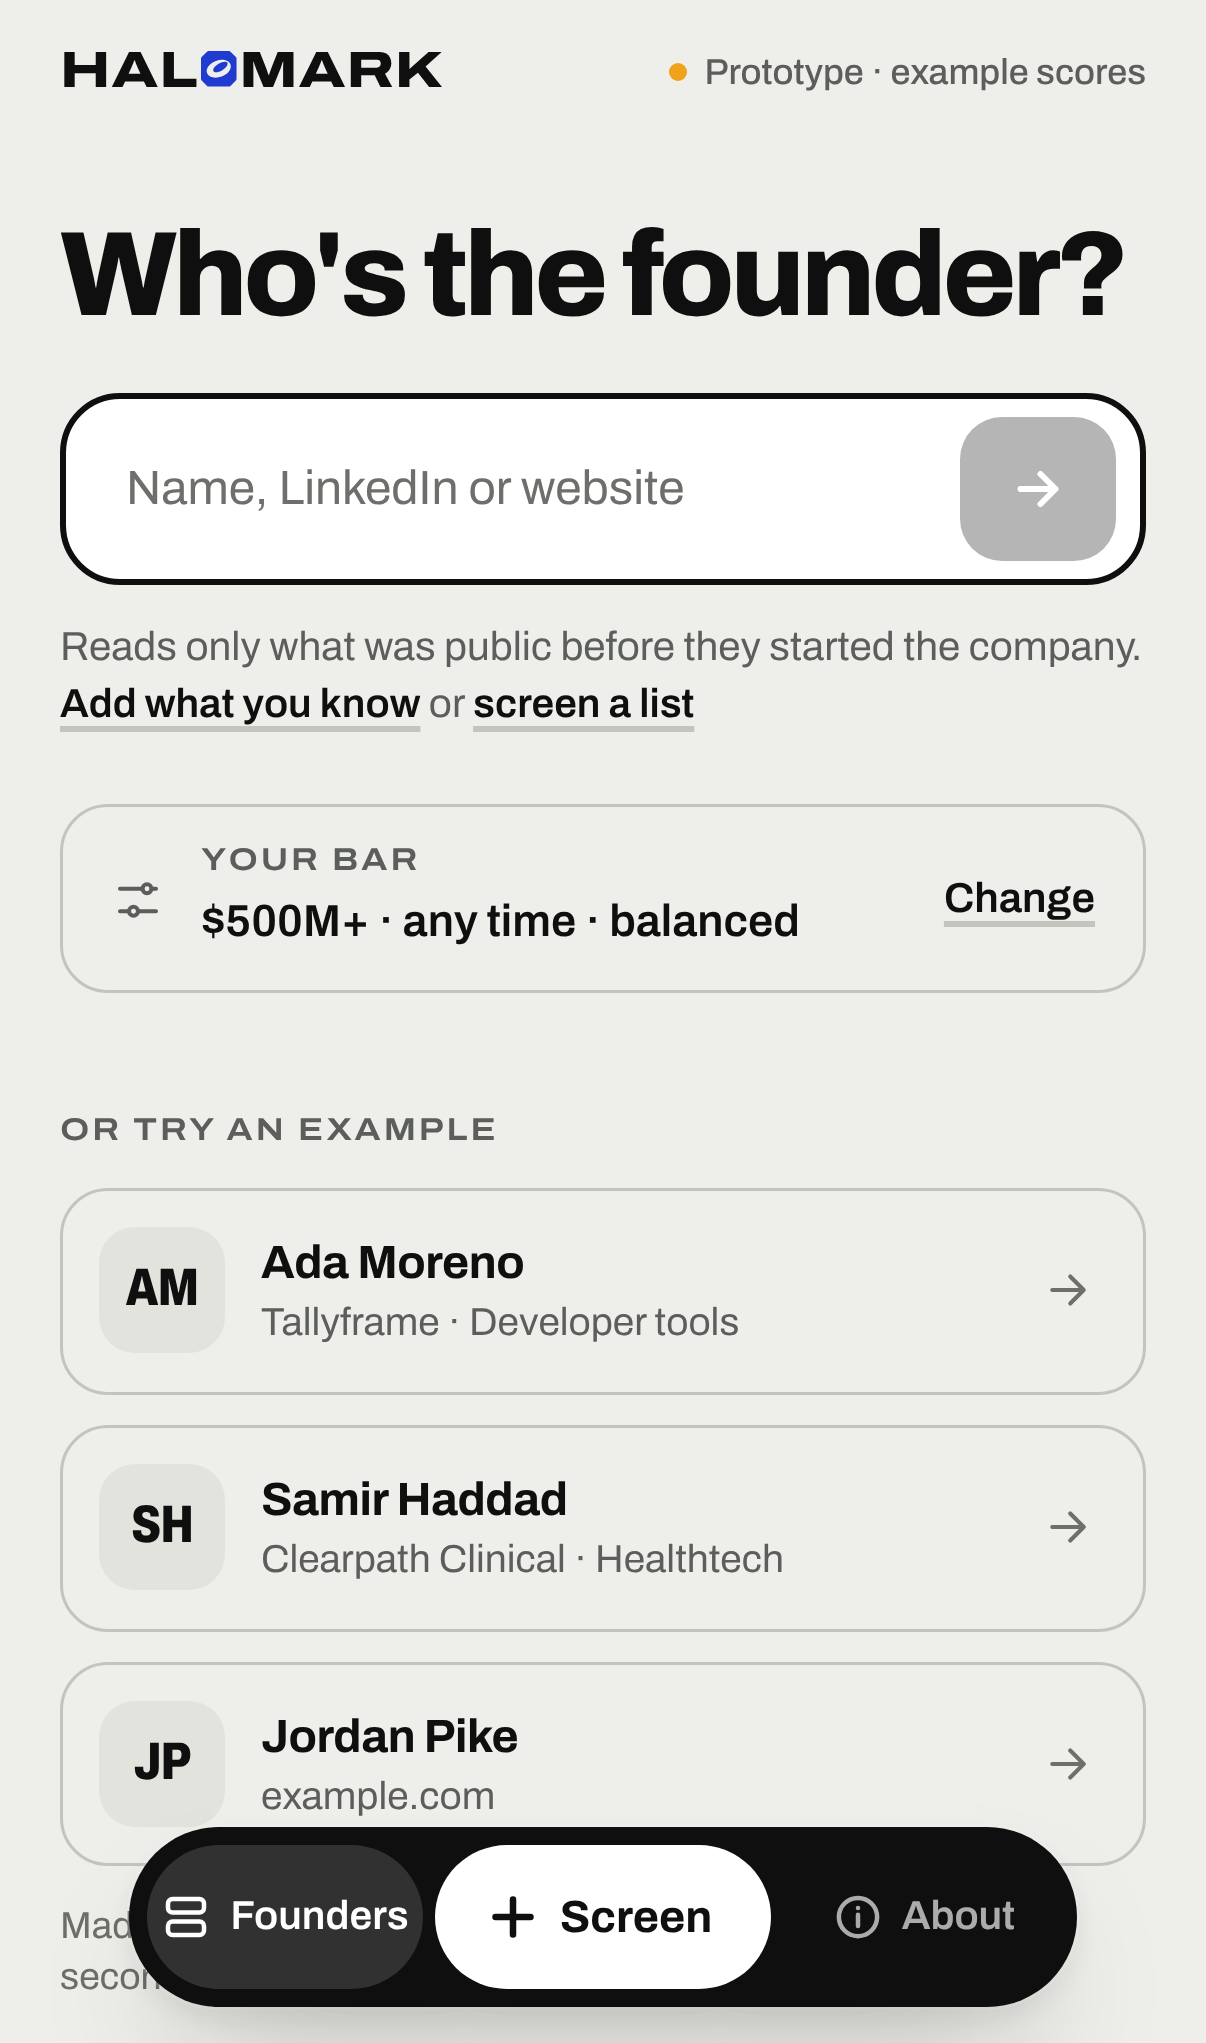 HALOMARK
Prototype · example scores
Who's the founder?
Name, LinkedIn or website
Reads only what was public before they started the company.
Add what you know or screen a list
YOUR BAR
$500M+ · any time · balanced
Change
OR TRY AN EXAMPLE
AM
Ada Moreno
Tallyframe · Developer tools
SH
Samir Haddad
Clearpath Clinical · Healthtech
JP
Jordan Pike
example.com
Founders
Screen
About